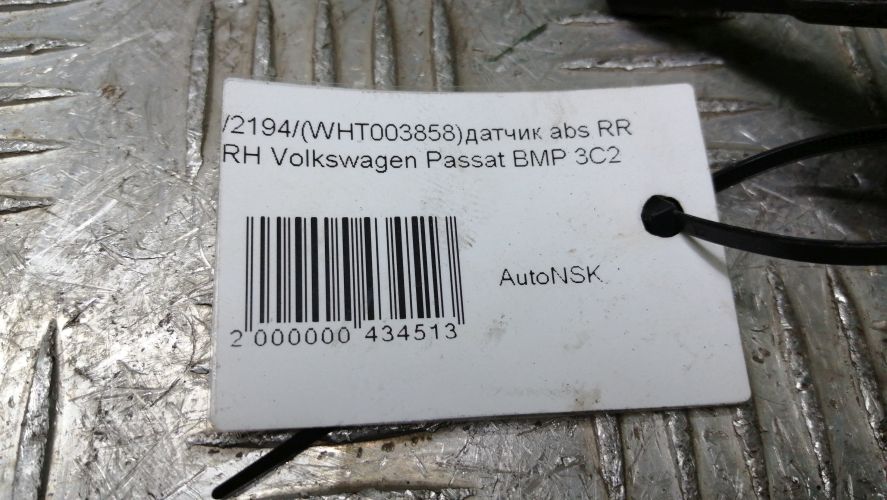 /2194/(WHT003858)датчик abs RR
RH Volkswagen Passat BMP 3C2
AutoNSK
2 000000 434513